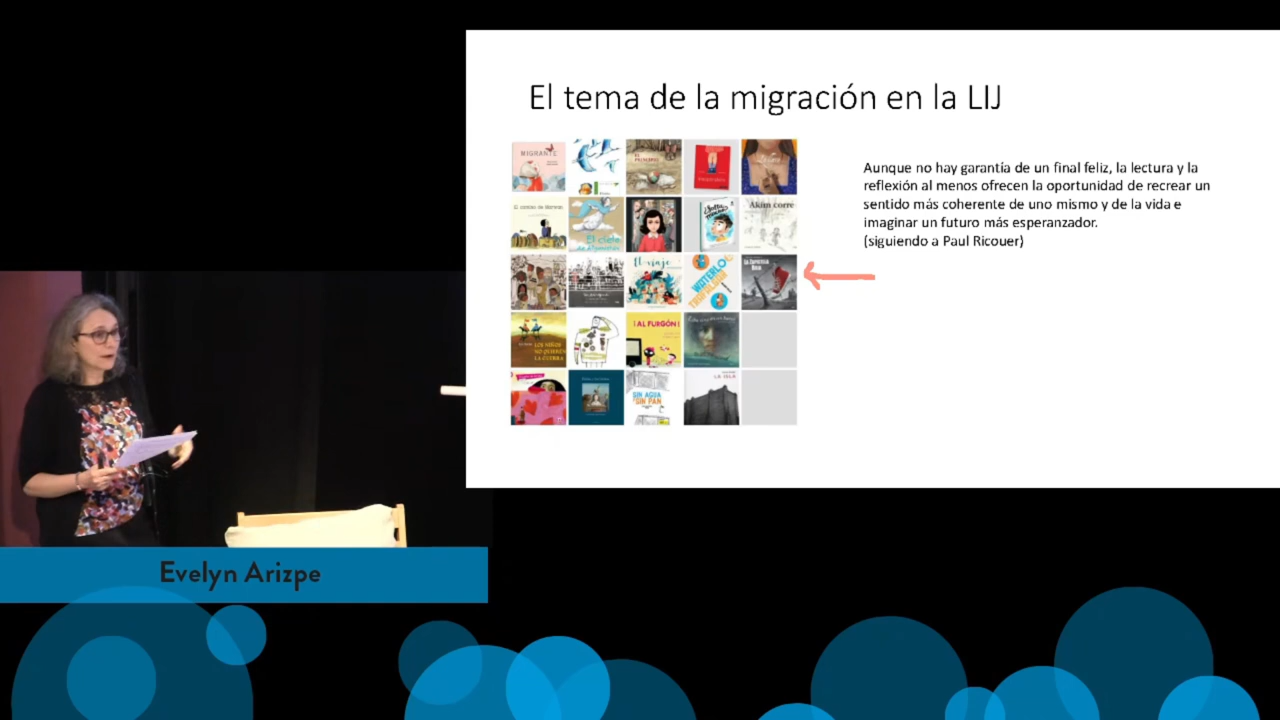 El tema de la migración en la LIJ
MIGRANTE
Akim corre
El viaje
WATERLOO
TRAFALGAR
LOS NIÑOS
NO QUIEREN
LA GUERRA
¡AL FURGÓN!
SIN AGUA
Y SIN PAN
LA ISLA
Aunque no hay garantía de un final feliz, la lectura y la
reflexión al menos ofrecen la oportunidad de recrear un
sentido más coherente de uno mismo y de la vida e
imaginar un futuro más esperanzador.
(siguiendo a Paul Ricouer)
Evelyn Arizpe